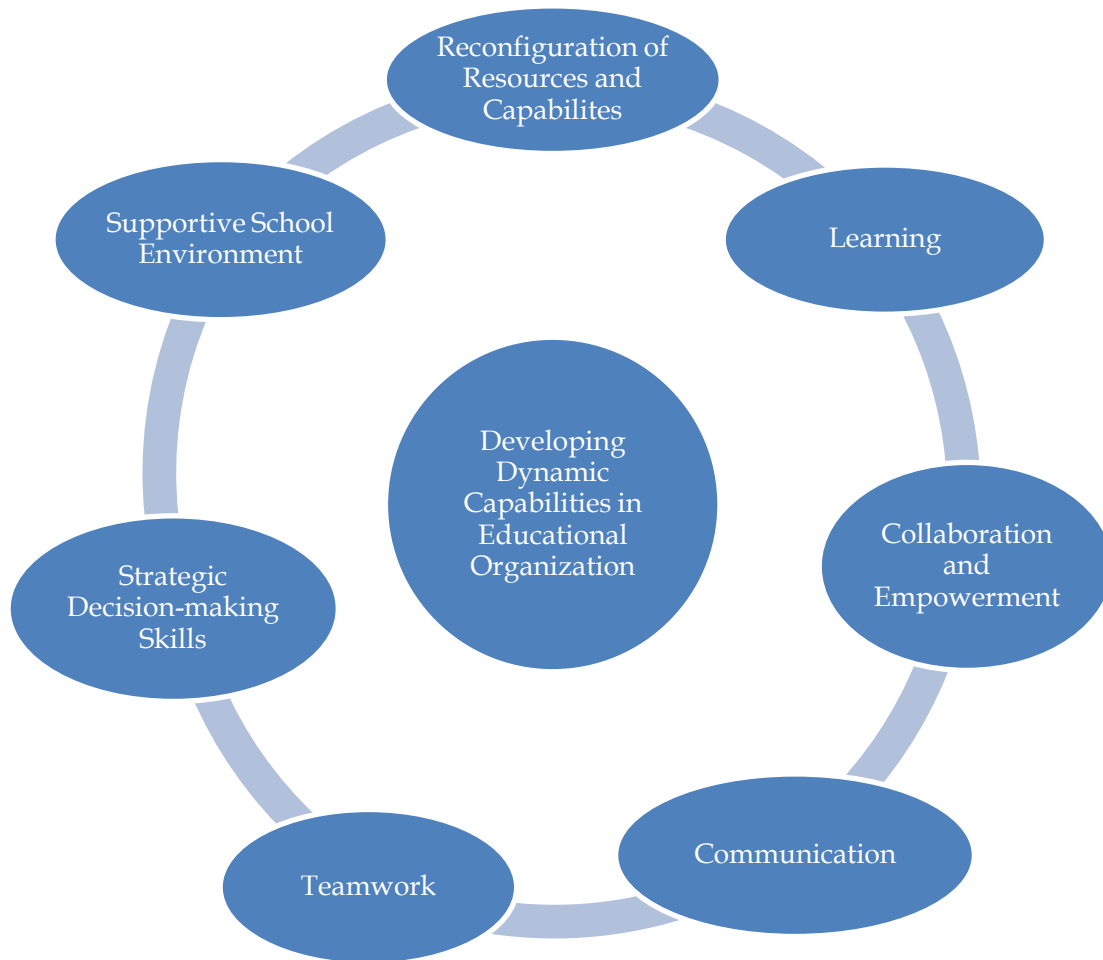 Reconfiguration of
Resources and
Capabilites
Learning
Collaboration
and
Empowerment
Communication
Teamwork
Strategic
Decision-making
Skills
Supportive School
Environment
Developing
Dynamic
Capabilities in
Educational
Organization